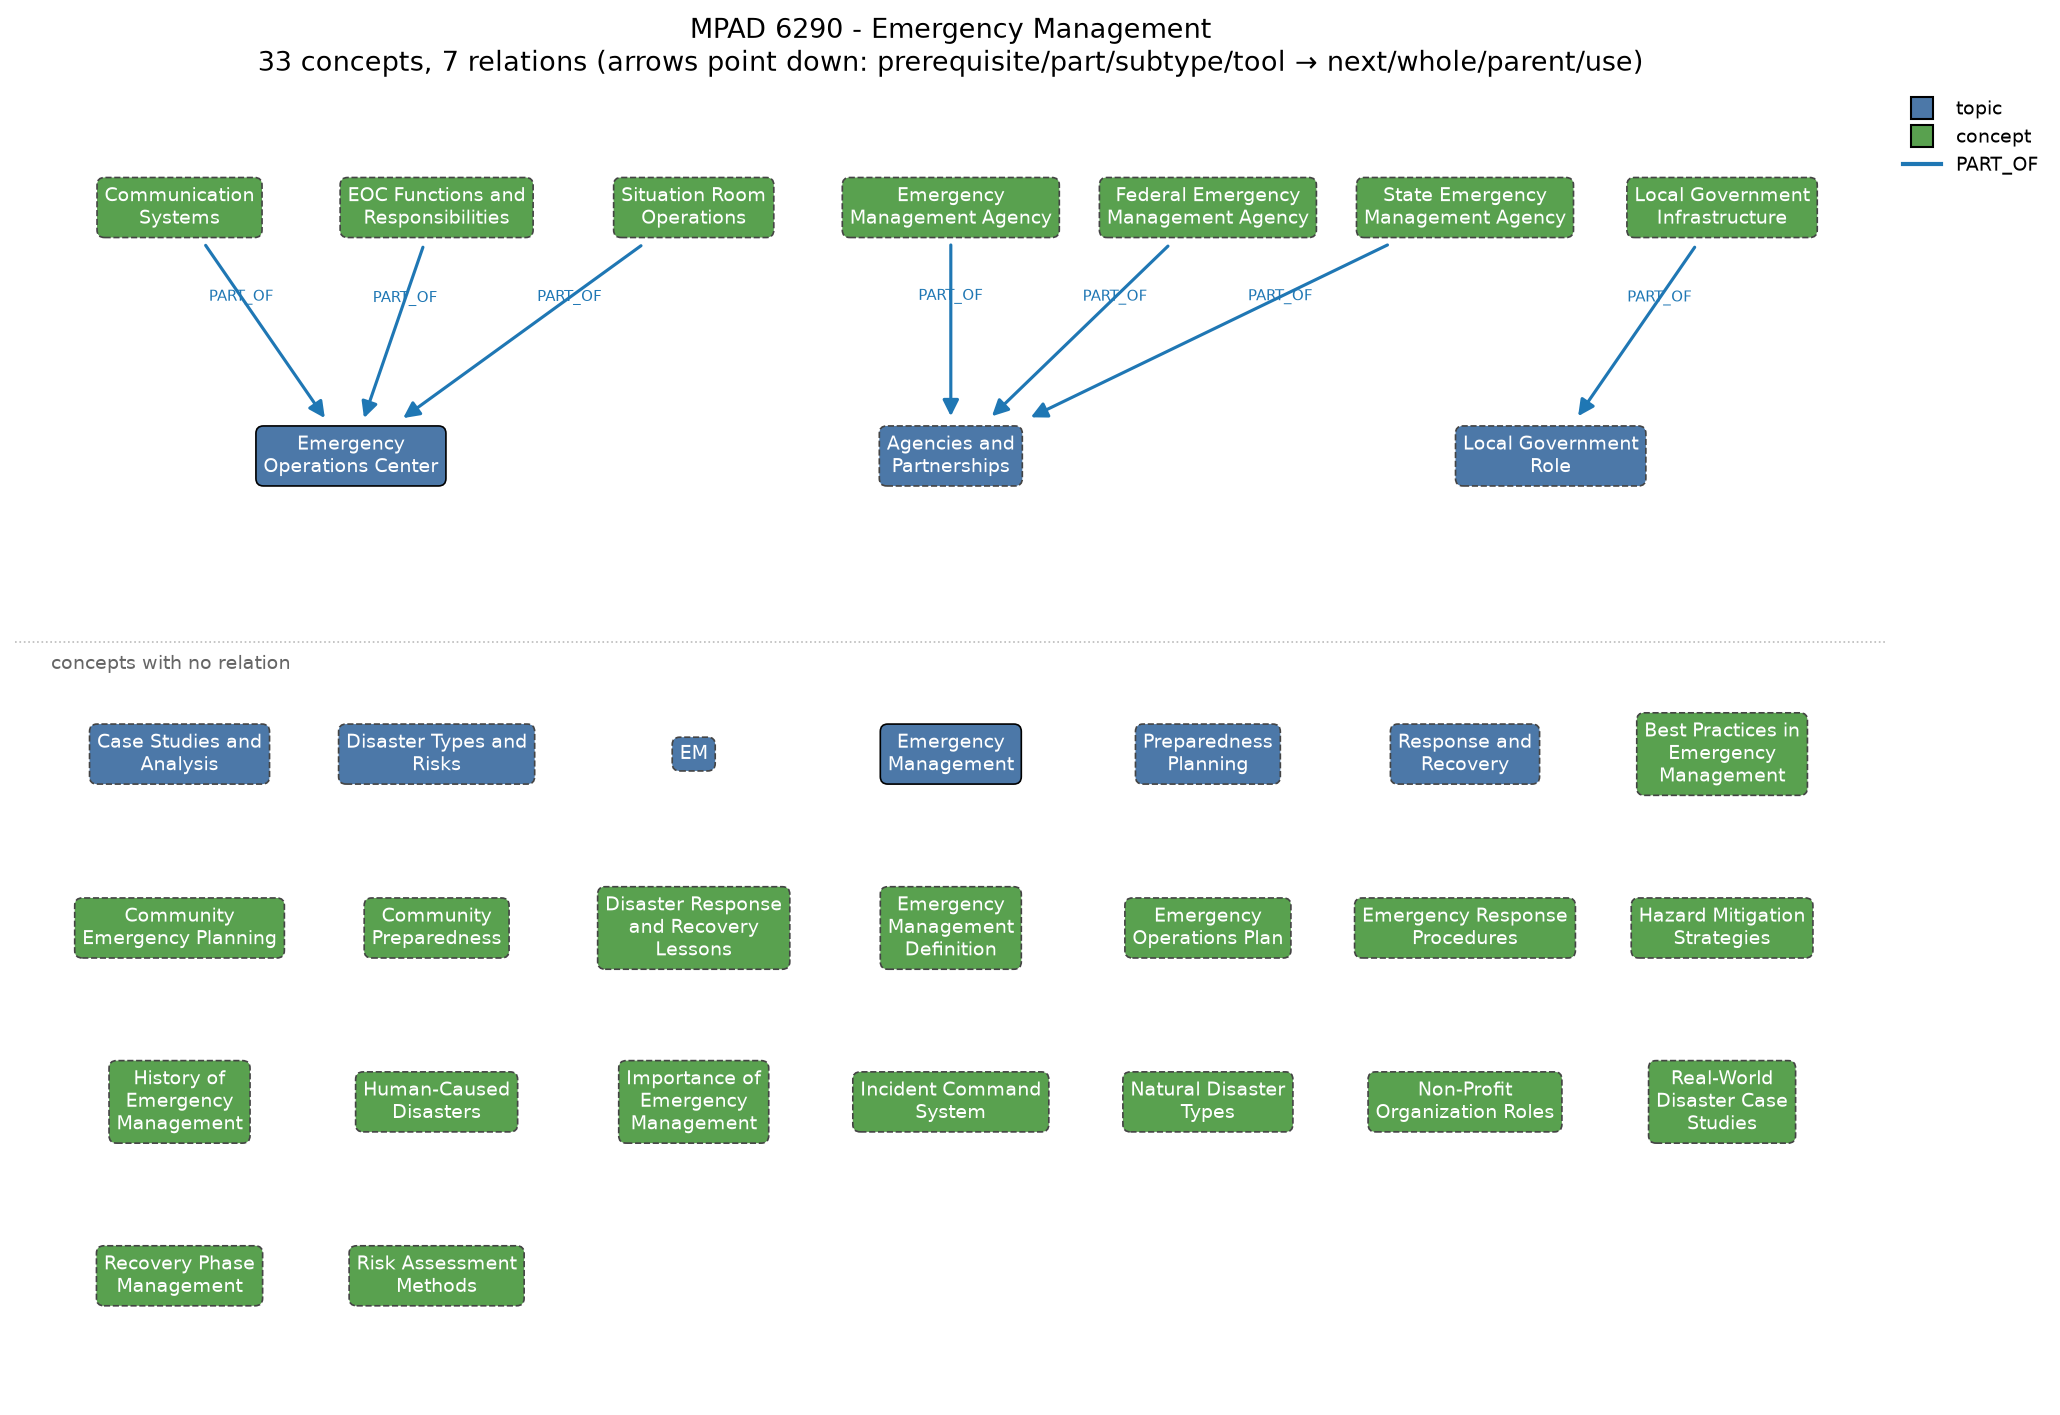 MPAD 6290 - Emergency Management
33 concepts, 7 relations (arrows point down: prerequisite/part/subtype/tool → next/whole/parent/use)
topic
concept
PART_OF
Communication
Systems
EOC Functions and
Responsibilities
Situation Room
Operations
Emergency
Management Agency
Federal Emergency
Management Agency
State Emergency
Management Agency
Local Government
Infrastructure
PART_OF
PART_OF
PART_OF
PART_OF
PART_OF
PART_OF
PART_OF
Emergency
Operations Center
Agencies and
Partnerships
Local Government
Role
concepts with no relation
Case Studies and
Analysis
Disaster Types and
Risks
EM
Emergency
Management
Preparedness
Planning
Response and
Recovery
Best Practices in
Emergency
Management
Community
Emergency Planning
Community
Preparedness
Disaster Response
and Recovery
Lessons
Emergency
Management
Definition
Emergency
Operations Plan
Emergency Response
Procedures
Hazard Mitigation
Strategies
History of
Emergency
Management
Human-Caused
Disasters
Importance of
Emergency
Management
Incident Command
System
Natural Disaster
Types
Non-Profit
Organization Roles
Real-World
Disaster Case
Studies
Recovery Phase
Management
Risk Assessment
Methods